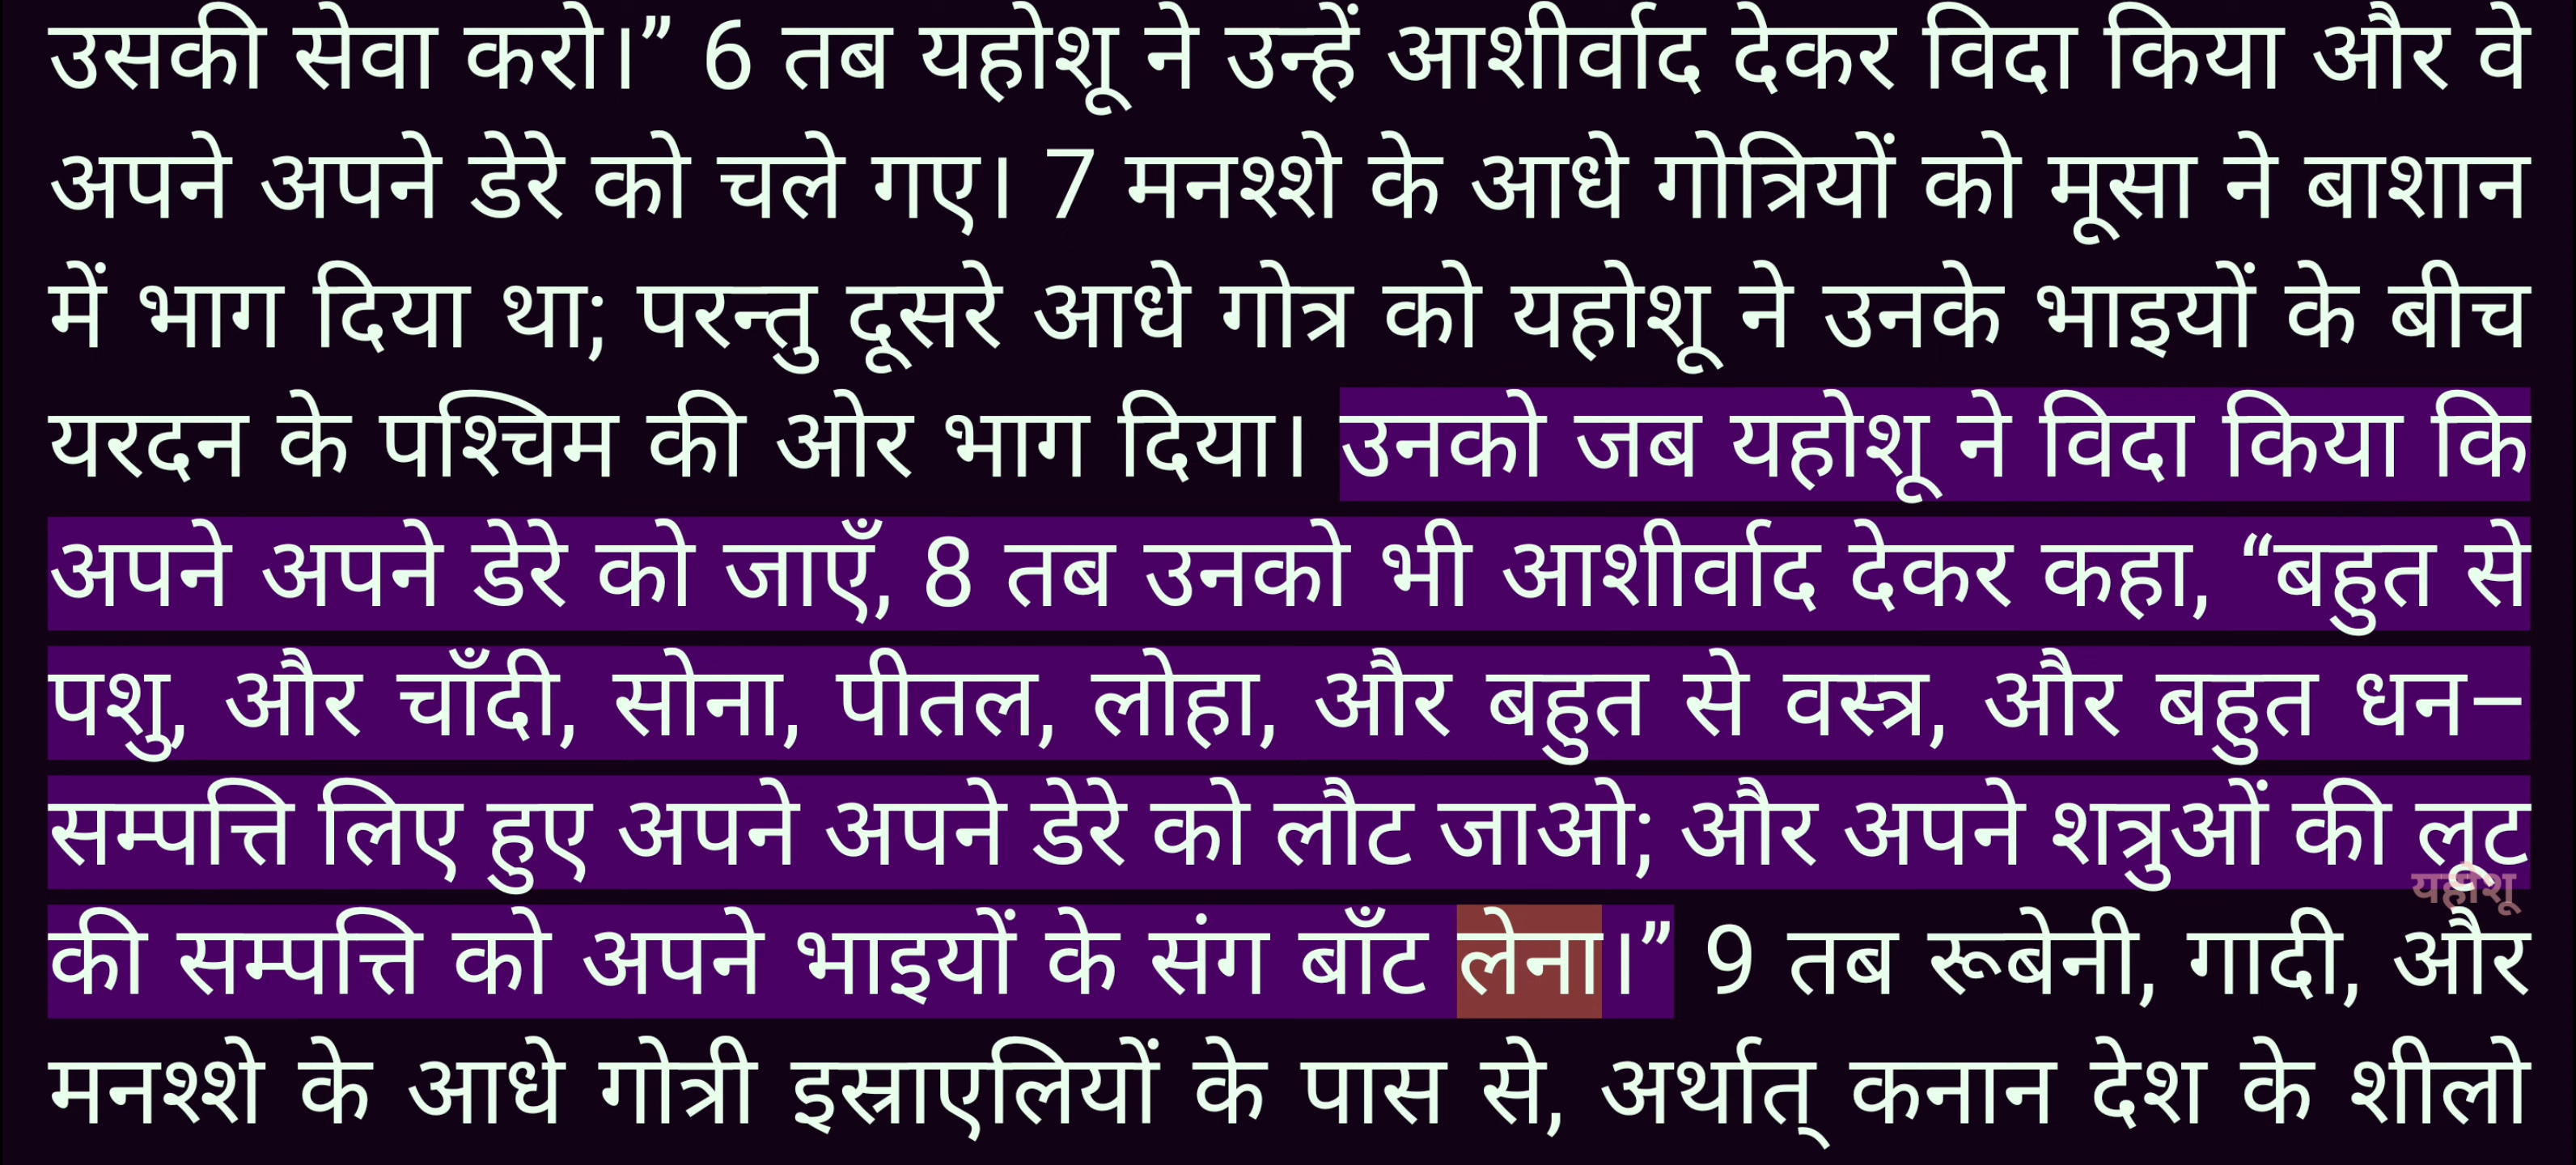 उसकी सेवा करो।” 6 तब यहोशू ने उन्हें आशीर्वाद देकर विदा किया और वे
अपने अपने डेरे को चले गए। 7 मनश्शे के आधे गोत्रियों को मूसा ने बाशान
में भाग दिया था; परन्तु दूसरे आधे गोत्र को यहोशू ने उनके भाइयों के बीच
यरदन के पश्चिम की ओर भाग दिया। उनको जब यहोशू ने विदा किया कि
अपने अपने डेरे को जाएँ, 8 तब उनको भी आशीर्वाद देकर कहा, “बहुत से
पशु, और चाँदी, सोना, पीतल, लोहा, और बहुत से वस्त्र, और बहुत धन–
सम्पत्ति लिए हुए अपने अपने डेरे को लौट जाओ; और अपने शत्रुओं की लूट
यहोशू
की सम्पत्ति को अपने भाइयों के संग बाँट लेना।” 9 तब रूबेनी, गादी, और
मनश्शे के आधे गोत्री इस्राएलियों के पास से, अर्थात् कनान देश के शीलो